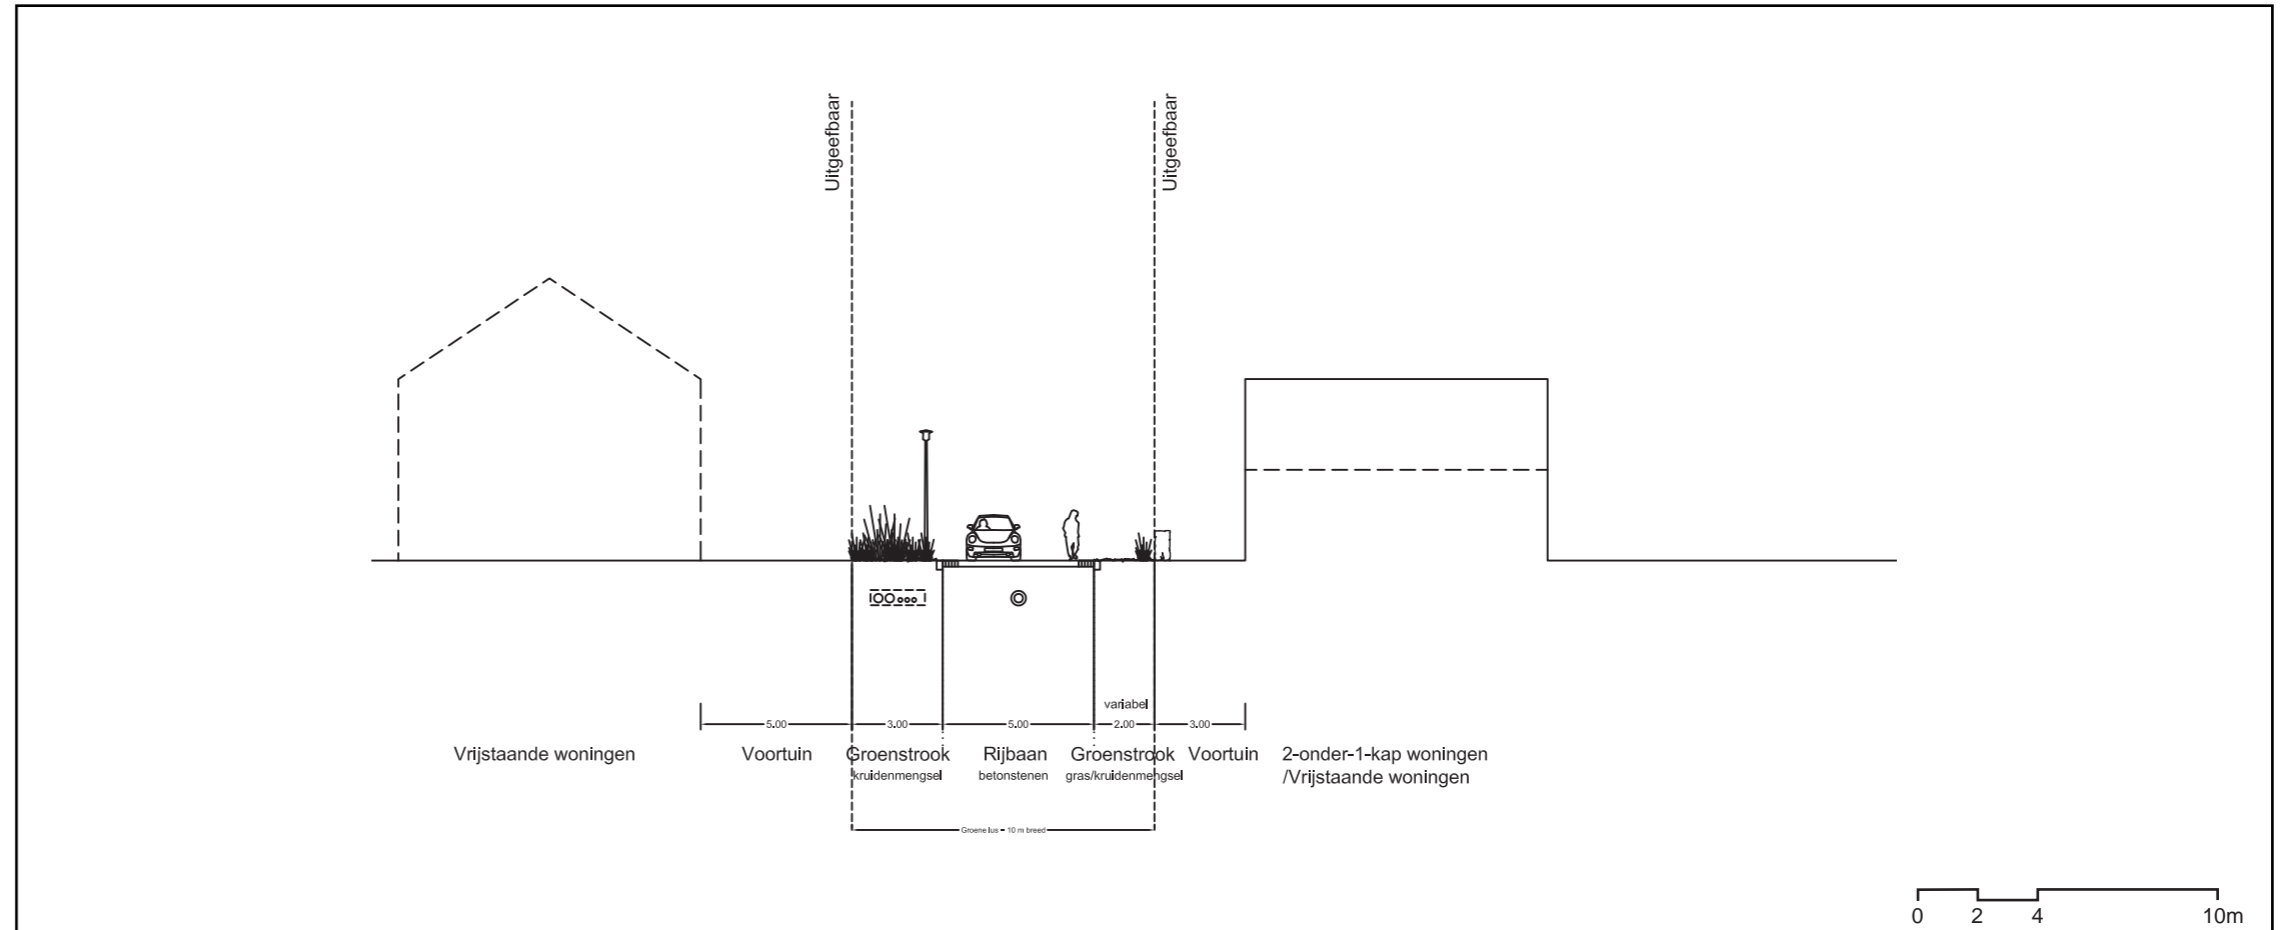 Uitgeefbaar
Uitgeefbaar
variabel
5.00 3.00 5.00 2.00 3.00
Vrijstaande woningen Voortuin Groenstrook Rijbaan Groenstrook Voortuin 2-onder-1-kap woningen
kruidenmengsel betonstenen gras/kruidenmengsel /Vrijstaande woningen
Groene lus = 10 m breed
0 2 4 10m